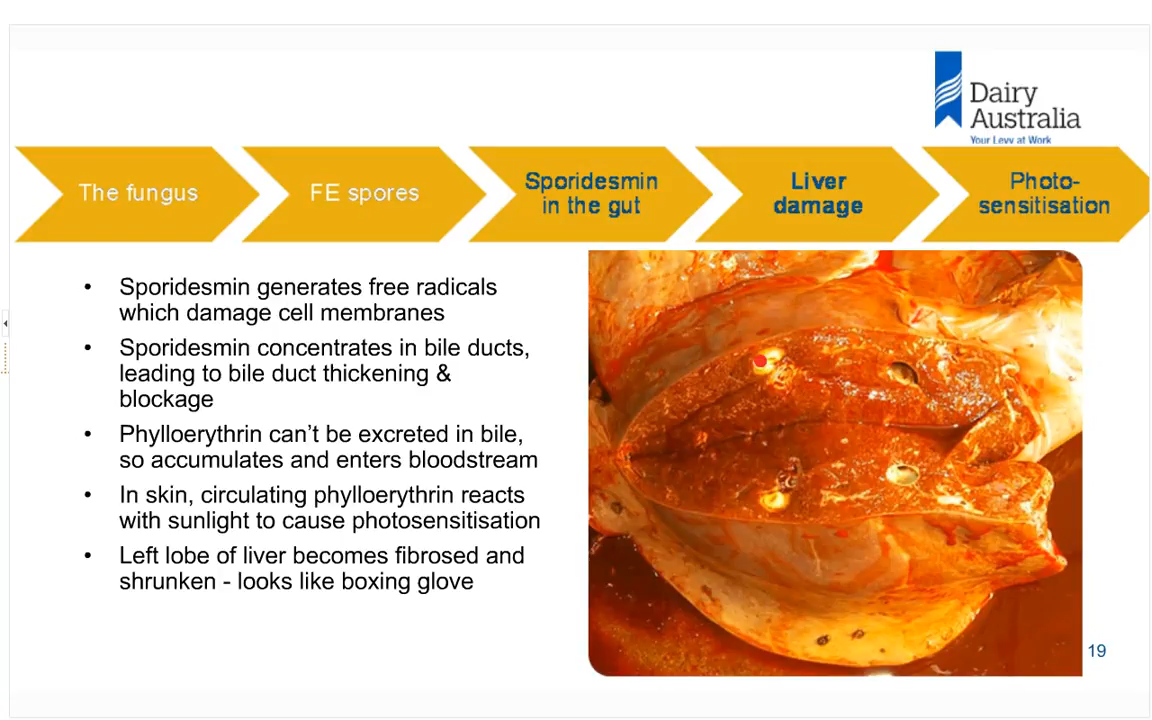 Dairy
Australia
Your Levy at Work
The fungus
FE spores
Sporidesmin
in the gut
Liver
damage
Photo-
sensitisation
• Sporidesmin generates free radicals
which damage cell membranes
• Sporidesmin concentrates in bile ducts,
leading to bile duct thickening &
blockage
• Phylloerythrin can’t be excreted in bile,
so accumulates and enters bloodstream
• In skin, circulating phylloerythrin reacts
with sunlight to cause photosensitisation
• Left lobe of liver becomes fibrosed and
shrunken - looks like boxing glove
19